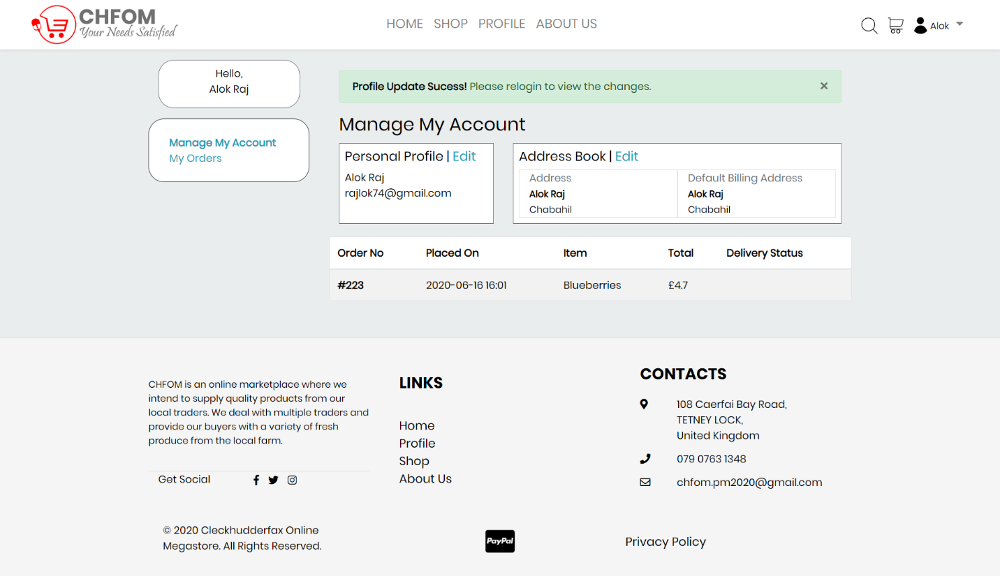 CHFOM
Your Needs Satisfied
HOME SHOP PROFILE ABOUT US
Alok
Hello,
Alok Raj
Manage My Account
My Orders
Profile Update Sucess! Please relogin to view the changes. ×
Manage My Account
Personal Profile | Edit
Alok Raj
rajlok74@gmail.com
Address Book | Edit
Address
Alok Raj
Chabahil
Default Billing Address
Alok Raj
Chabahil
Order No Placed On Item Total Delivery Status
#223 2020-06-16 16:01 Blueberries £4.7
CHFOM is an online marketplace where we
intend to supply quality products from our
local traders. We deal with multiple traders and
provide our buyers with a variety of fresh
produce from the local farm.
Get Social
LINKS
Home
Profile
Shop
About Us
CONTACTS
108 Caerfai Bay Road,
TETNEY LOCK,
United Kingdom
079 0763 1348
chfom.pm2020@gmail.com
© 2020 Cleckhudderfax Online
Megastore. All Rights Reserved.
PayPal
Privacy Policy